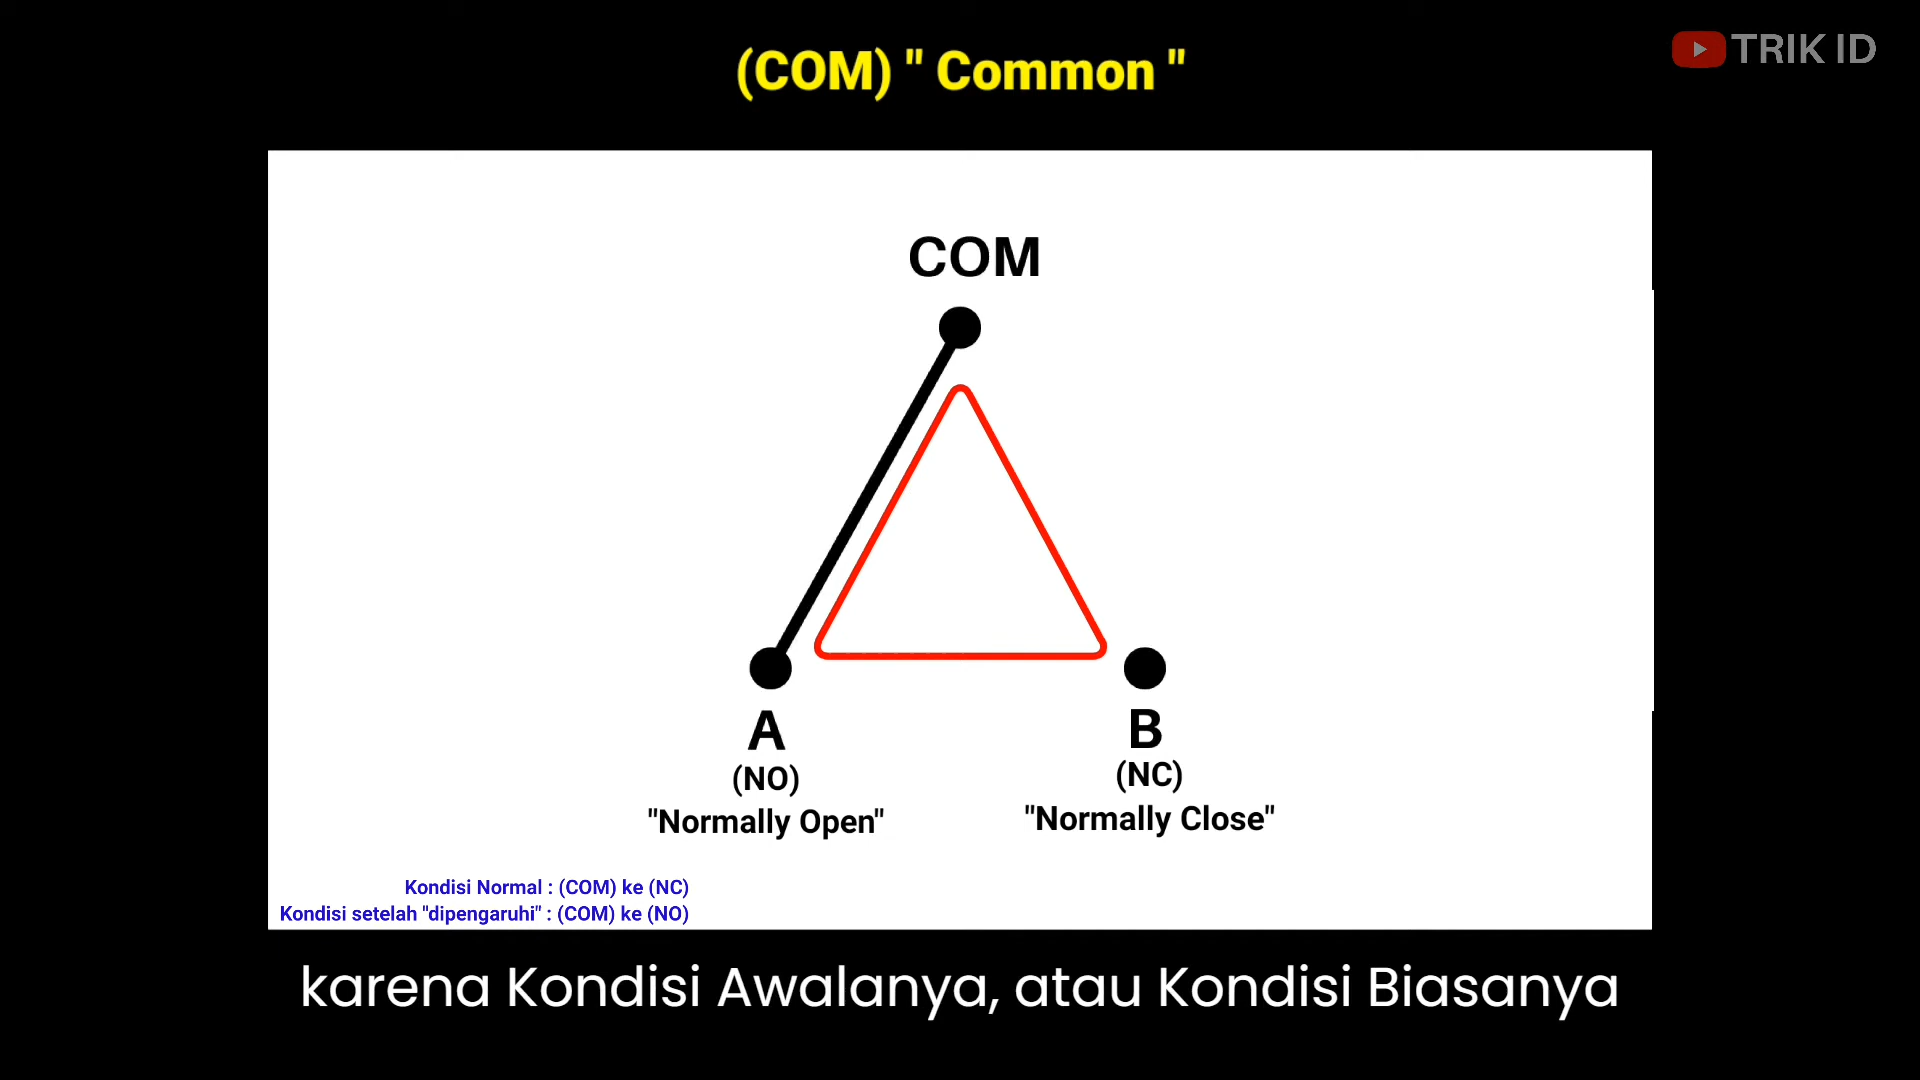 (COM) " Common "
TRIK ID
COM
A
(NO)
"Normally Open"
B
(NC)
"Normally Close"
Kondisi Normal : (COM) ke (NC)
Kondisi setelah "dipengaruhi" : (COM) ke (NO)
karena Kondisi Awalanya, atau Kondisi Biasanya